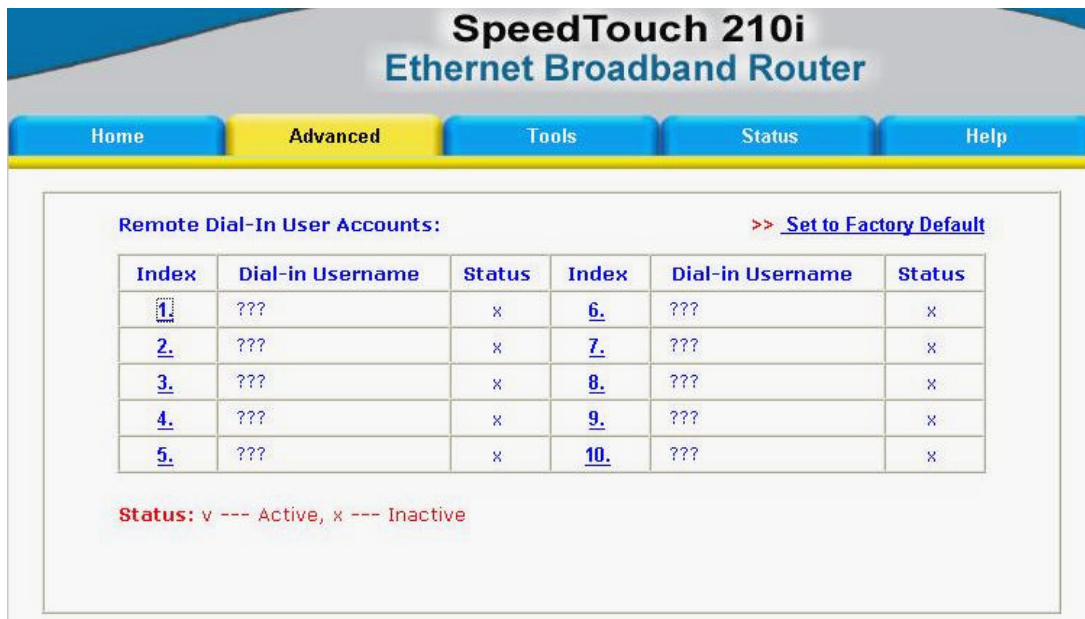 SpeedTouch 210i
Ethernet Broadband Router
Home Advanced Tools Status Help
Remote Dial-In User Accounts: >> Set to Factory Default
Index Dial-in Username Status Index Dial-in Username Status
1. ??? x 6. ??? x
2. ??? x 7. ??? x
3. ??? x 8. ??? x
4. ??? x 9. ??? x
5. ??? x 10. ??? x
Status: v --- Active, x --- Inactive